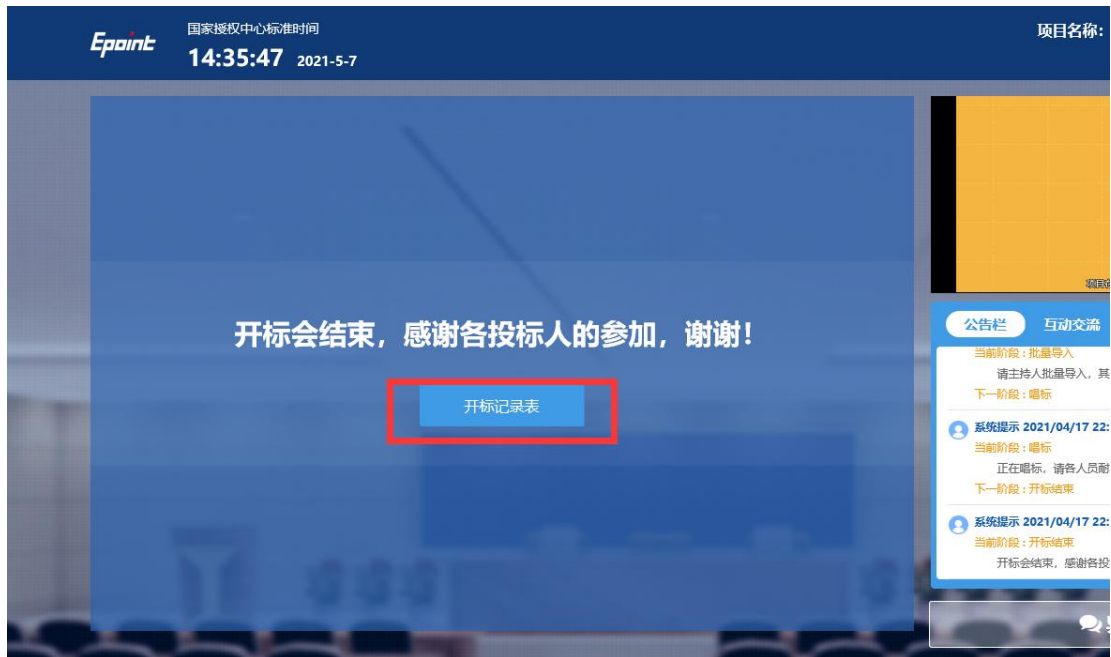 Epoint
国家授权中心标准时间
14:35:47 2021-5-7
项目名称:
开标会结束，感谢各投标人的参加，谢谢！
开标记录表
公告栏 互动交流
当前阶段 : 批量导入
请主持人批量导入，其
下一阶段 : 唱标
系统提示 2021/04/17 22:
当前阶段 : 唱标
正在唱标，请各人员耐
下一阶段 : 开标结束
系统提示 2021/04/17 22:
当前阶段 : 开标结束
开标会结束，感谢各投